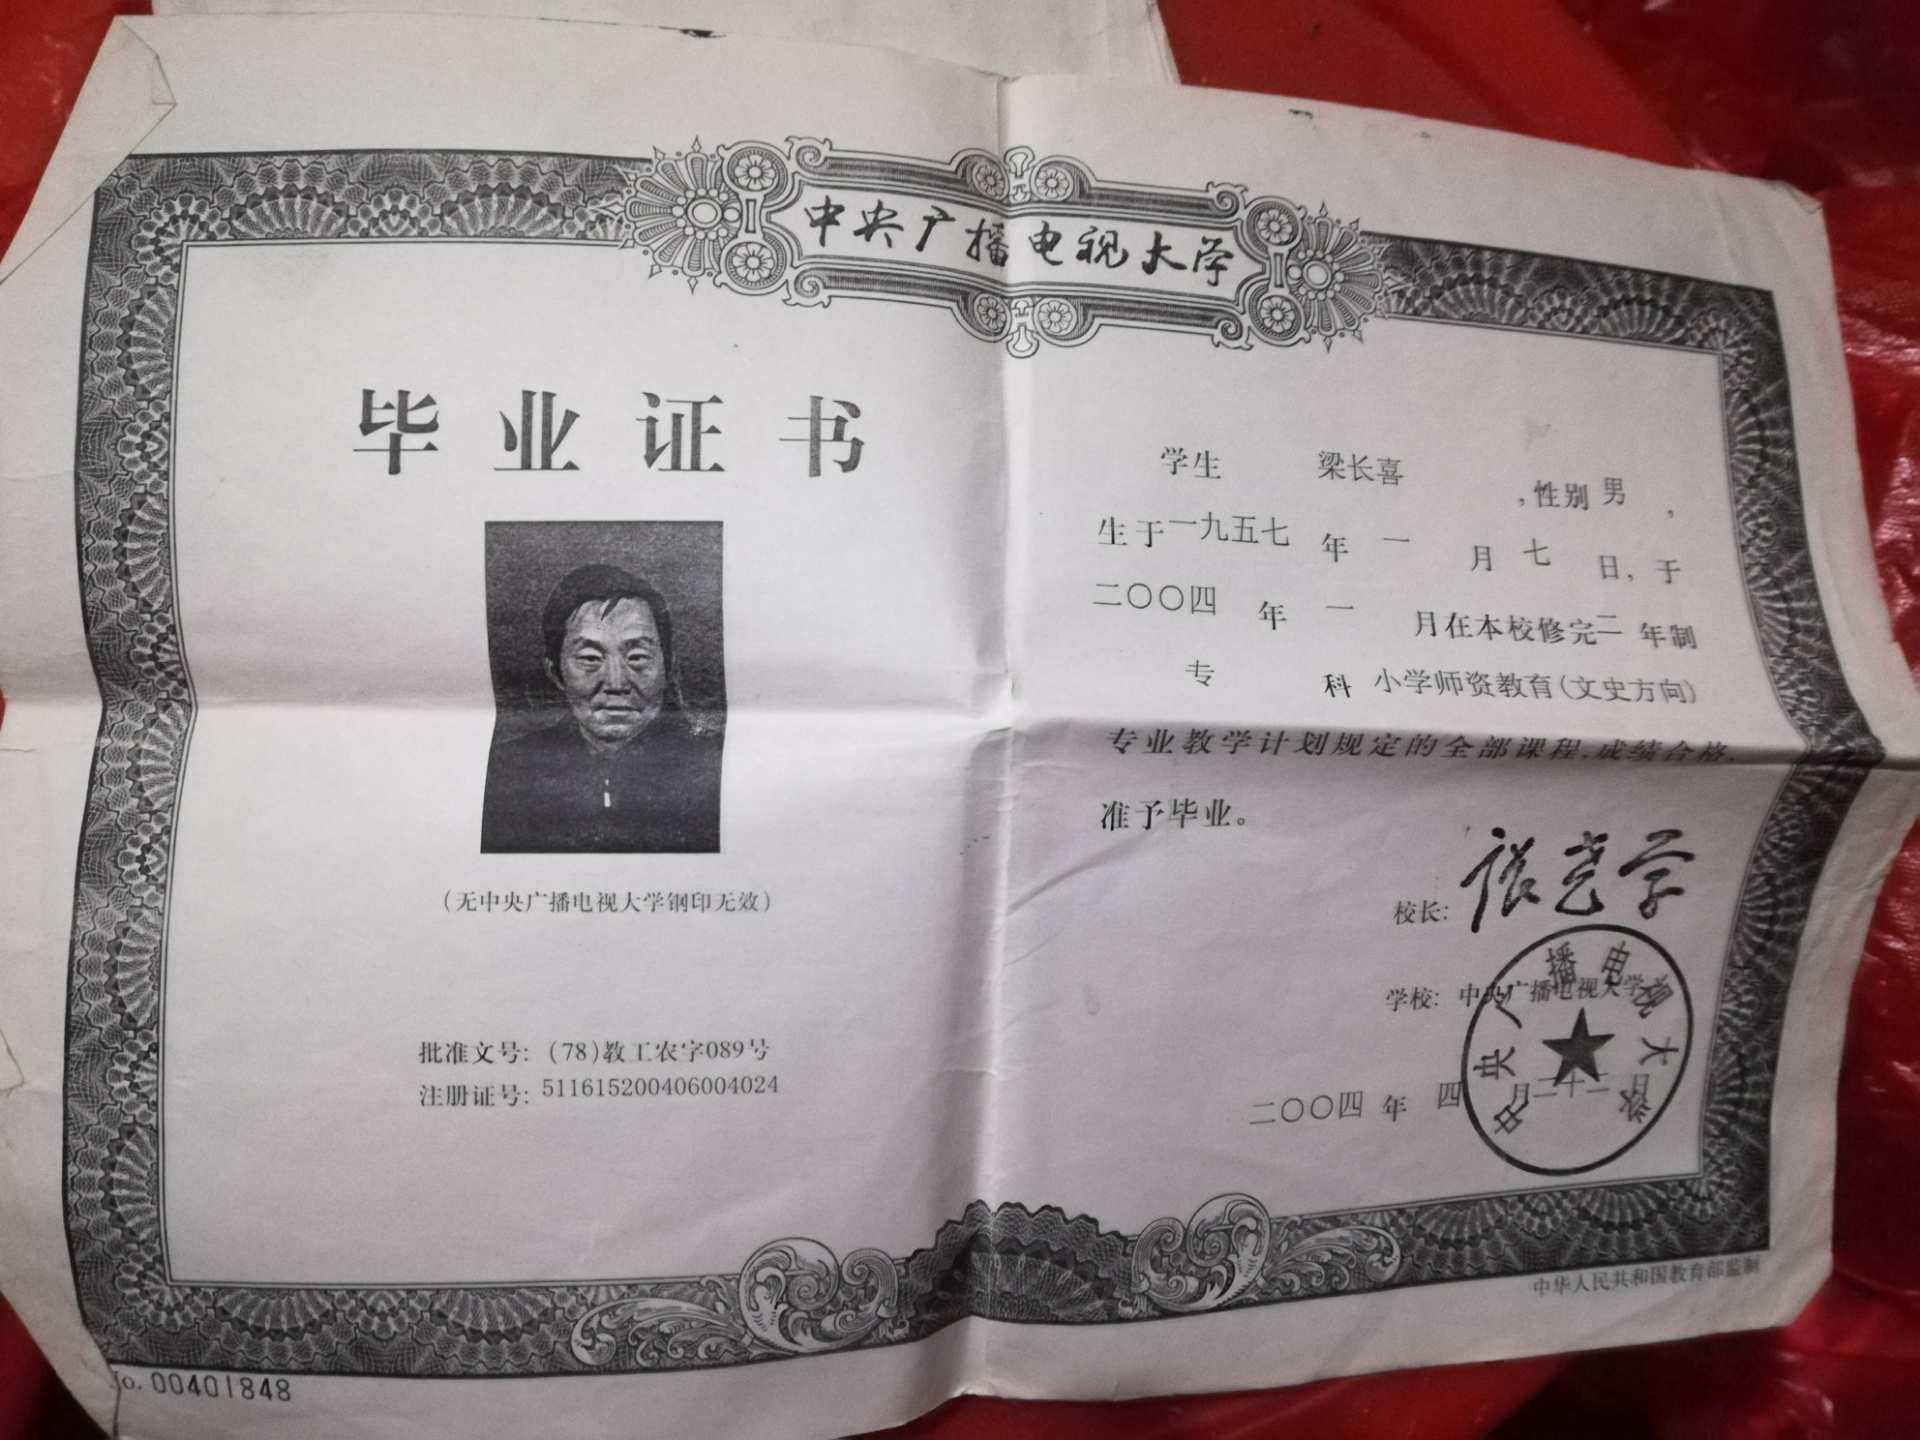 中央广播电视大学
毕业证书
(无中央广播电视大学钢印无效)
批准文号: (78)教工农字089号
注册证号: 511615200406004024
学生 梁长喜 ,性别 男 ,
生于一九五七 年 一 月 七 日, 于
二〇〇四 年 一 月在本校修完二 年制
专 科 小学师资教育(文史方向)
专业教学计划规定的全部课程,成绩合格,
准予毕业。
校长:
学校: 中央广播电视大学
二〇〇四 年 四 月二十二日
中央广播电视大学
中华人民共和国教育部监制
No. 00401848